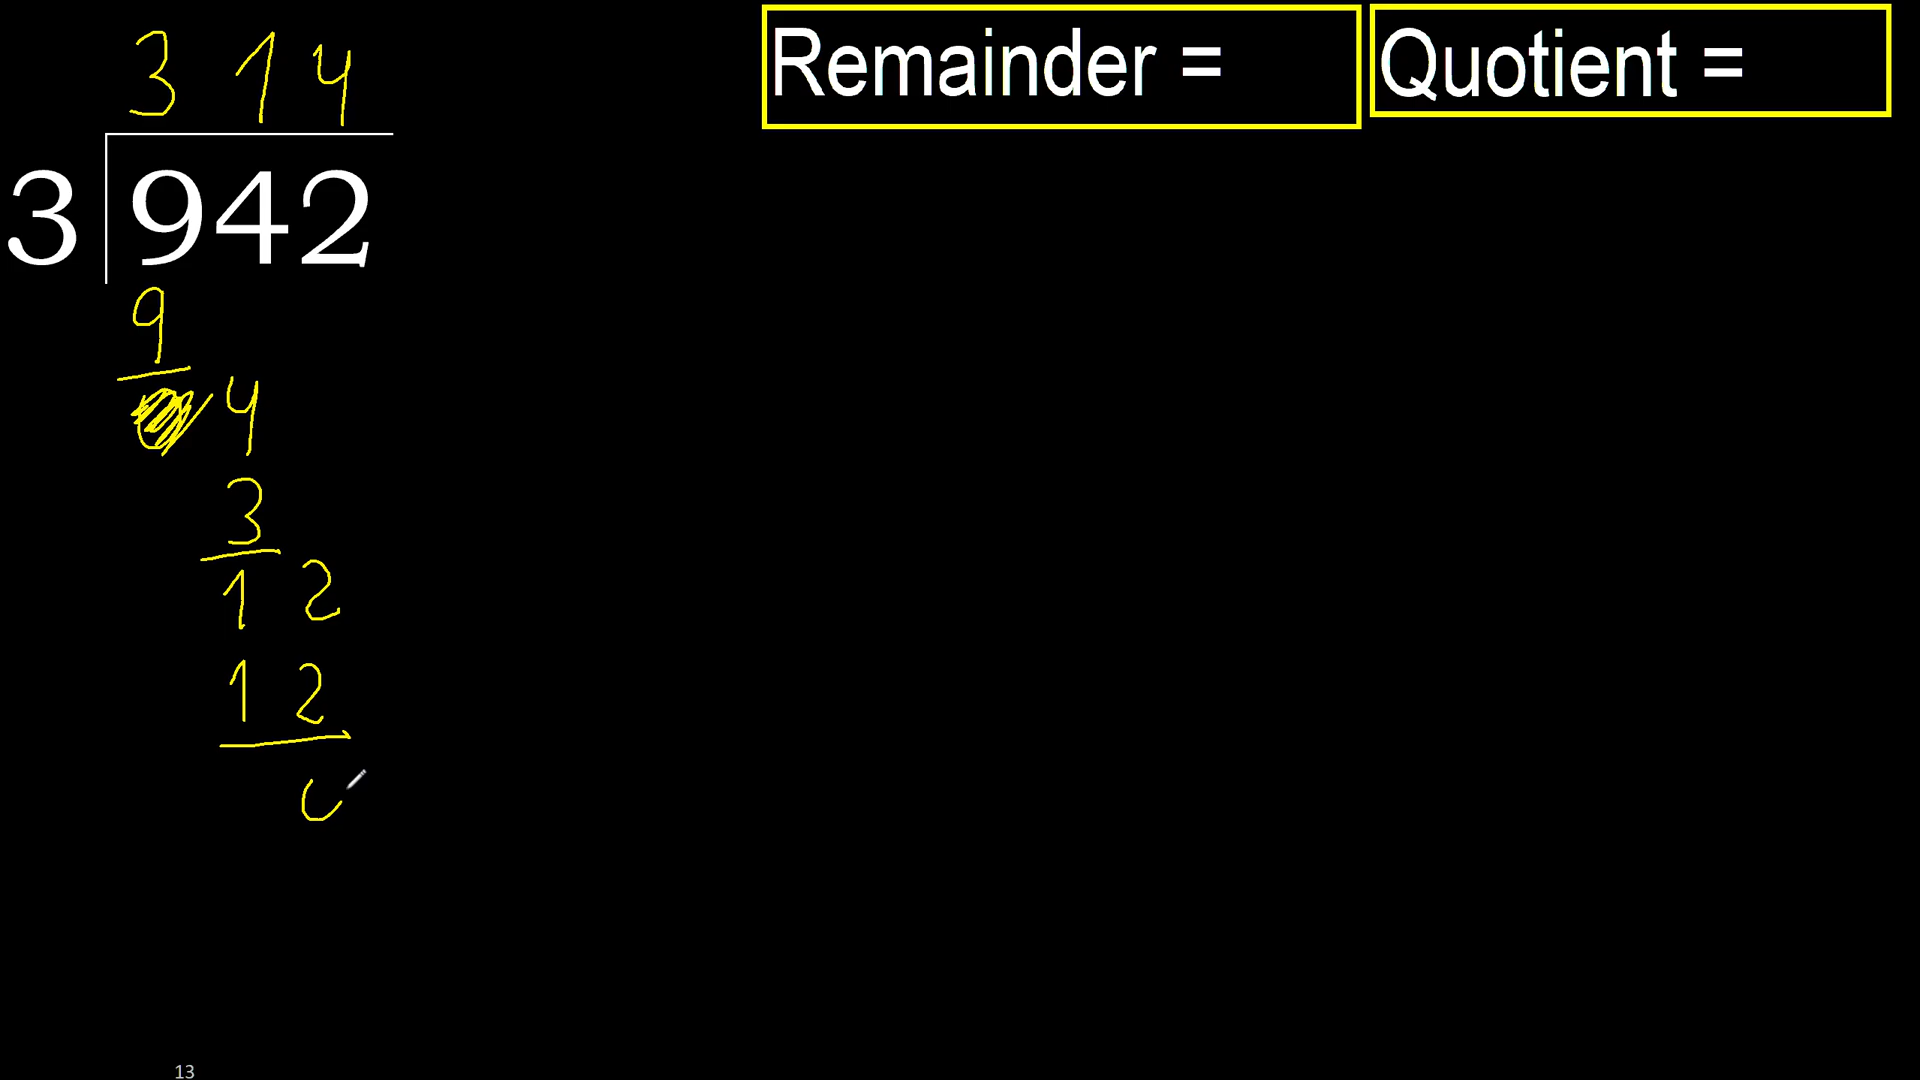 3 1 4
Remainder =
Quotient =
3 942
9
4
3
1 2
1 2
0
13